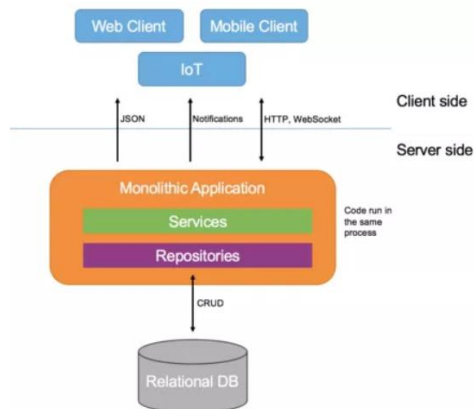 Web Client
Mobile Client
IoT
Client side
JSON
Notifications
HTTP, WebSocket
Server side
Monolithic Application
Services
Repositories
Code run in
the same
process
CRUD
Relational DB